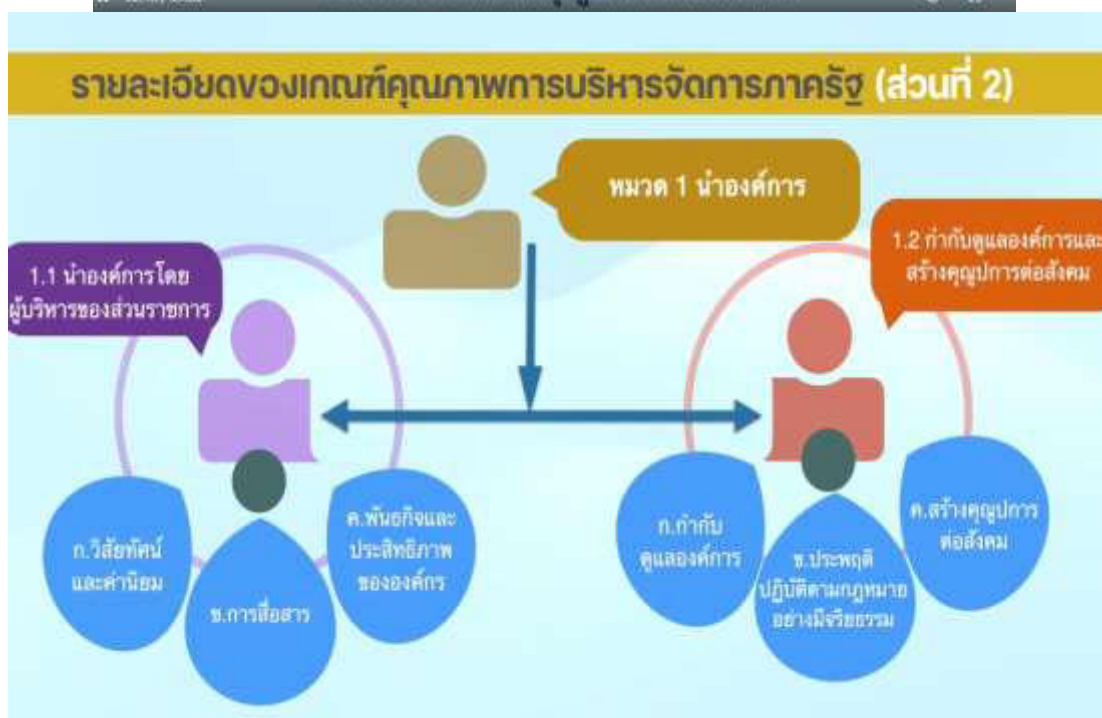 รายละเอียดของเกณฑ์คุณภาพการบริหารจัดการภาครัฐ (ส่วนที่ 2)
หมวด 1 นำองค์การ
1.1 นำองค์การโดย
ผู้บริหารของส่วนราชการ
1.2 กำกับดูแลองค์การและ
สร้างคุณูปการต่อสังคม
ก.วิสัยทัศน์
และค่านิยม
ข.การสื่อสาร
ค.พันธกิจและ
ประสิทธิภาพ
ขององค์กร
ก.กำกับ
ดูแลองค์การ
ข.ประพฤติ
ปฏิบัติตามกฎหมาย
อย่างมีจริยธรรม
ค.สร้างคุณูปการ
ต่อสังคม